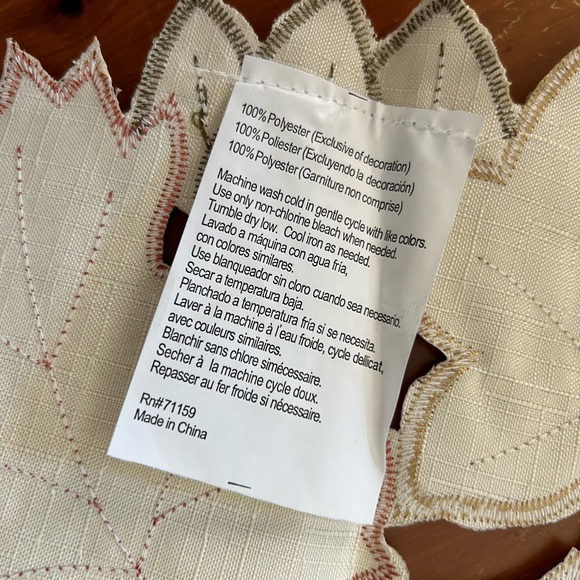 100% Polyester (Exclusive of decoration)
100% Poliester (Excluyendo la decoración)
100% Polyester (Garniture non comprise)
Machine wash cold in gentle cycle with like colors.
Use only non-chlorine bleach when needed.
Tumble dry low. Cool iron as needed.
Lavado a máquina con agua fría,
con colores similares.
Use blanqueador sin cloro cuando sea necesario.
Secar a temperatura baja.
Planchado a temperatura fria si se necesita.
Laver à la machine à l'eau froide, cycle dellicat,
avec couleurs similaires.
Blanchir sans chlore simécessaire.
Secher à la machine cycle doux.
Repasser au fer froide si nécessaire.
Rn#71159
Made in China